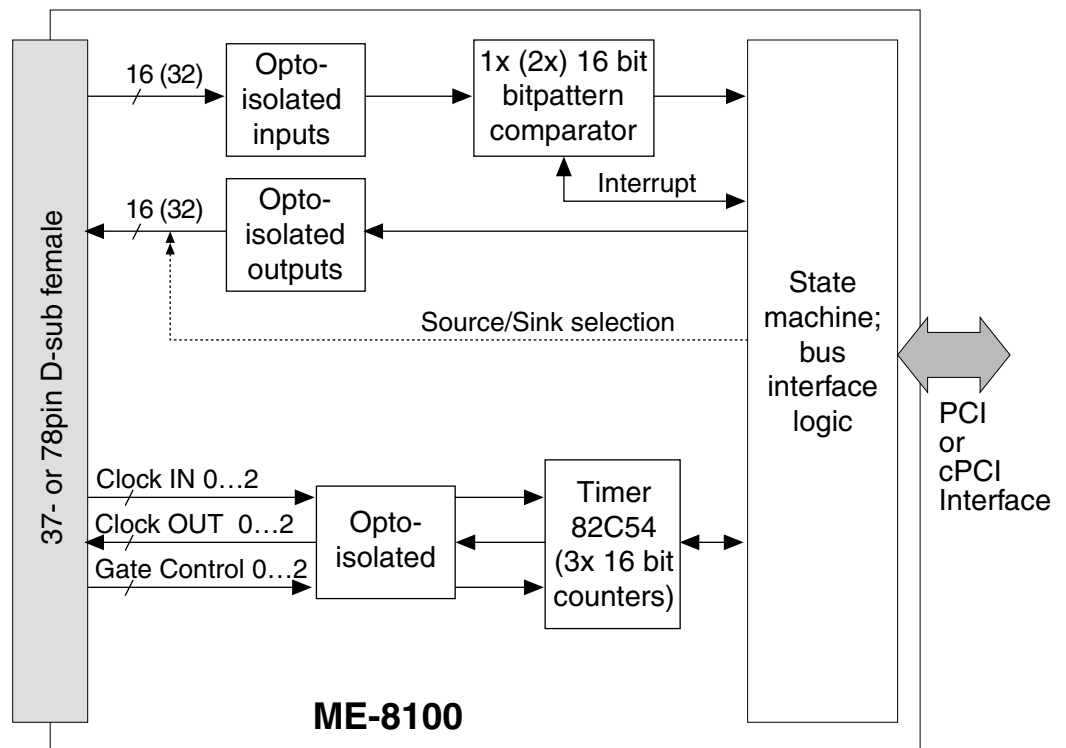 37- or 78pin D-sub female
16 (32)
Opto-
isolated
inputs
1x (2x) 16 bit
bitpattern
comparator
Interrupt
16 (32)
Opto-
isolated
outputs
Source/Sink selection
State
machine;
bus
interface
logic
PCI
or
cPCI
Interface
Clock IN 0...2
Clock OUT 0...2
Gate Control 0...2
Opto-
isolated
Timer
82C54
(3x 16 bit
counters)
ME-8100